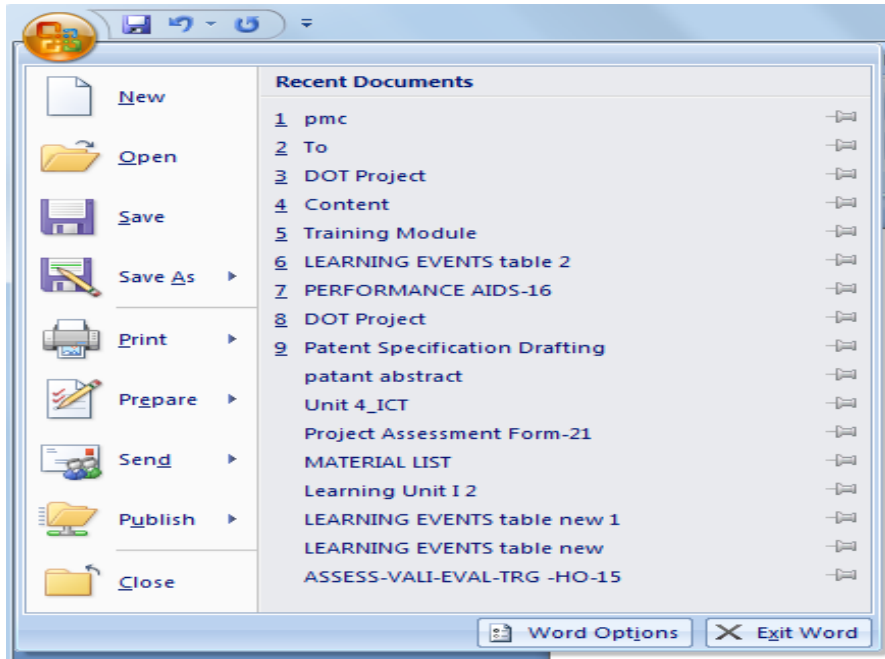 New
Open
Save
Save As
Print
Prepare
Send
Publish
Close
Recent Documents
1 pmc
2 To
3 DOT Project
4 Content
5 Training Module
6 LEARNING EVENTS table 2
7 PERFORMANCE AIDS-16
8 DOT Project
9 Patent Specification Drafting
patant abstract
Unit 4_ICT
Project Assessment Form-21
MATERIAL LIST
Learning Unit I 2
LEARNING EVENTS table new 1
LEARNING EVENTS table new
ASSESS-VALI-EVAL-TRG -HO-15
Word Options
Exit Word